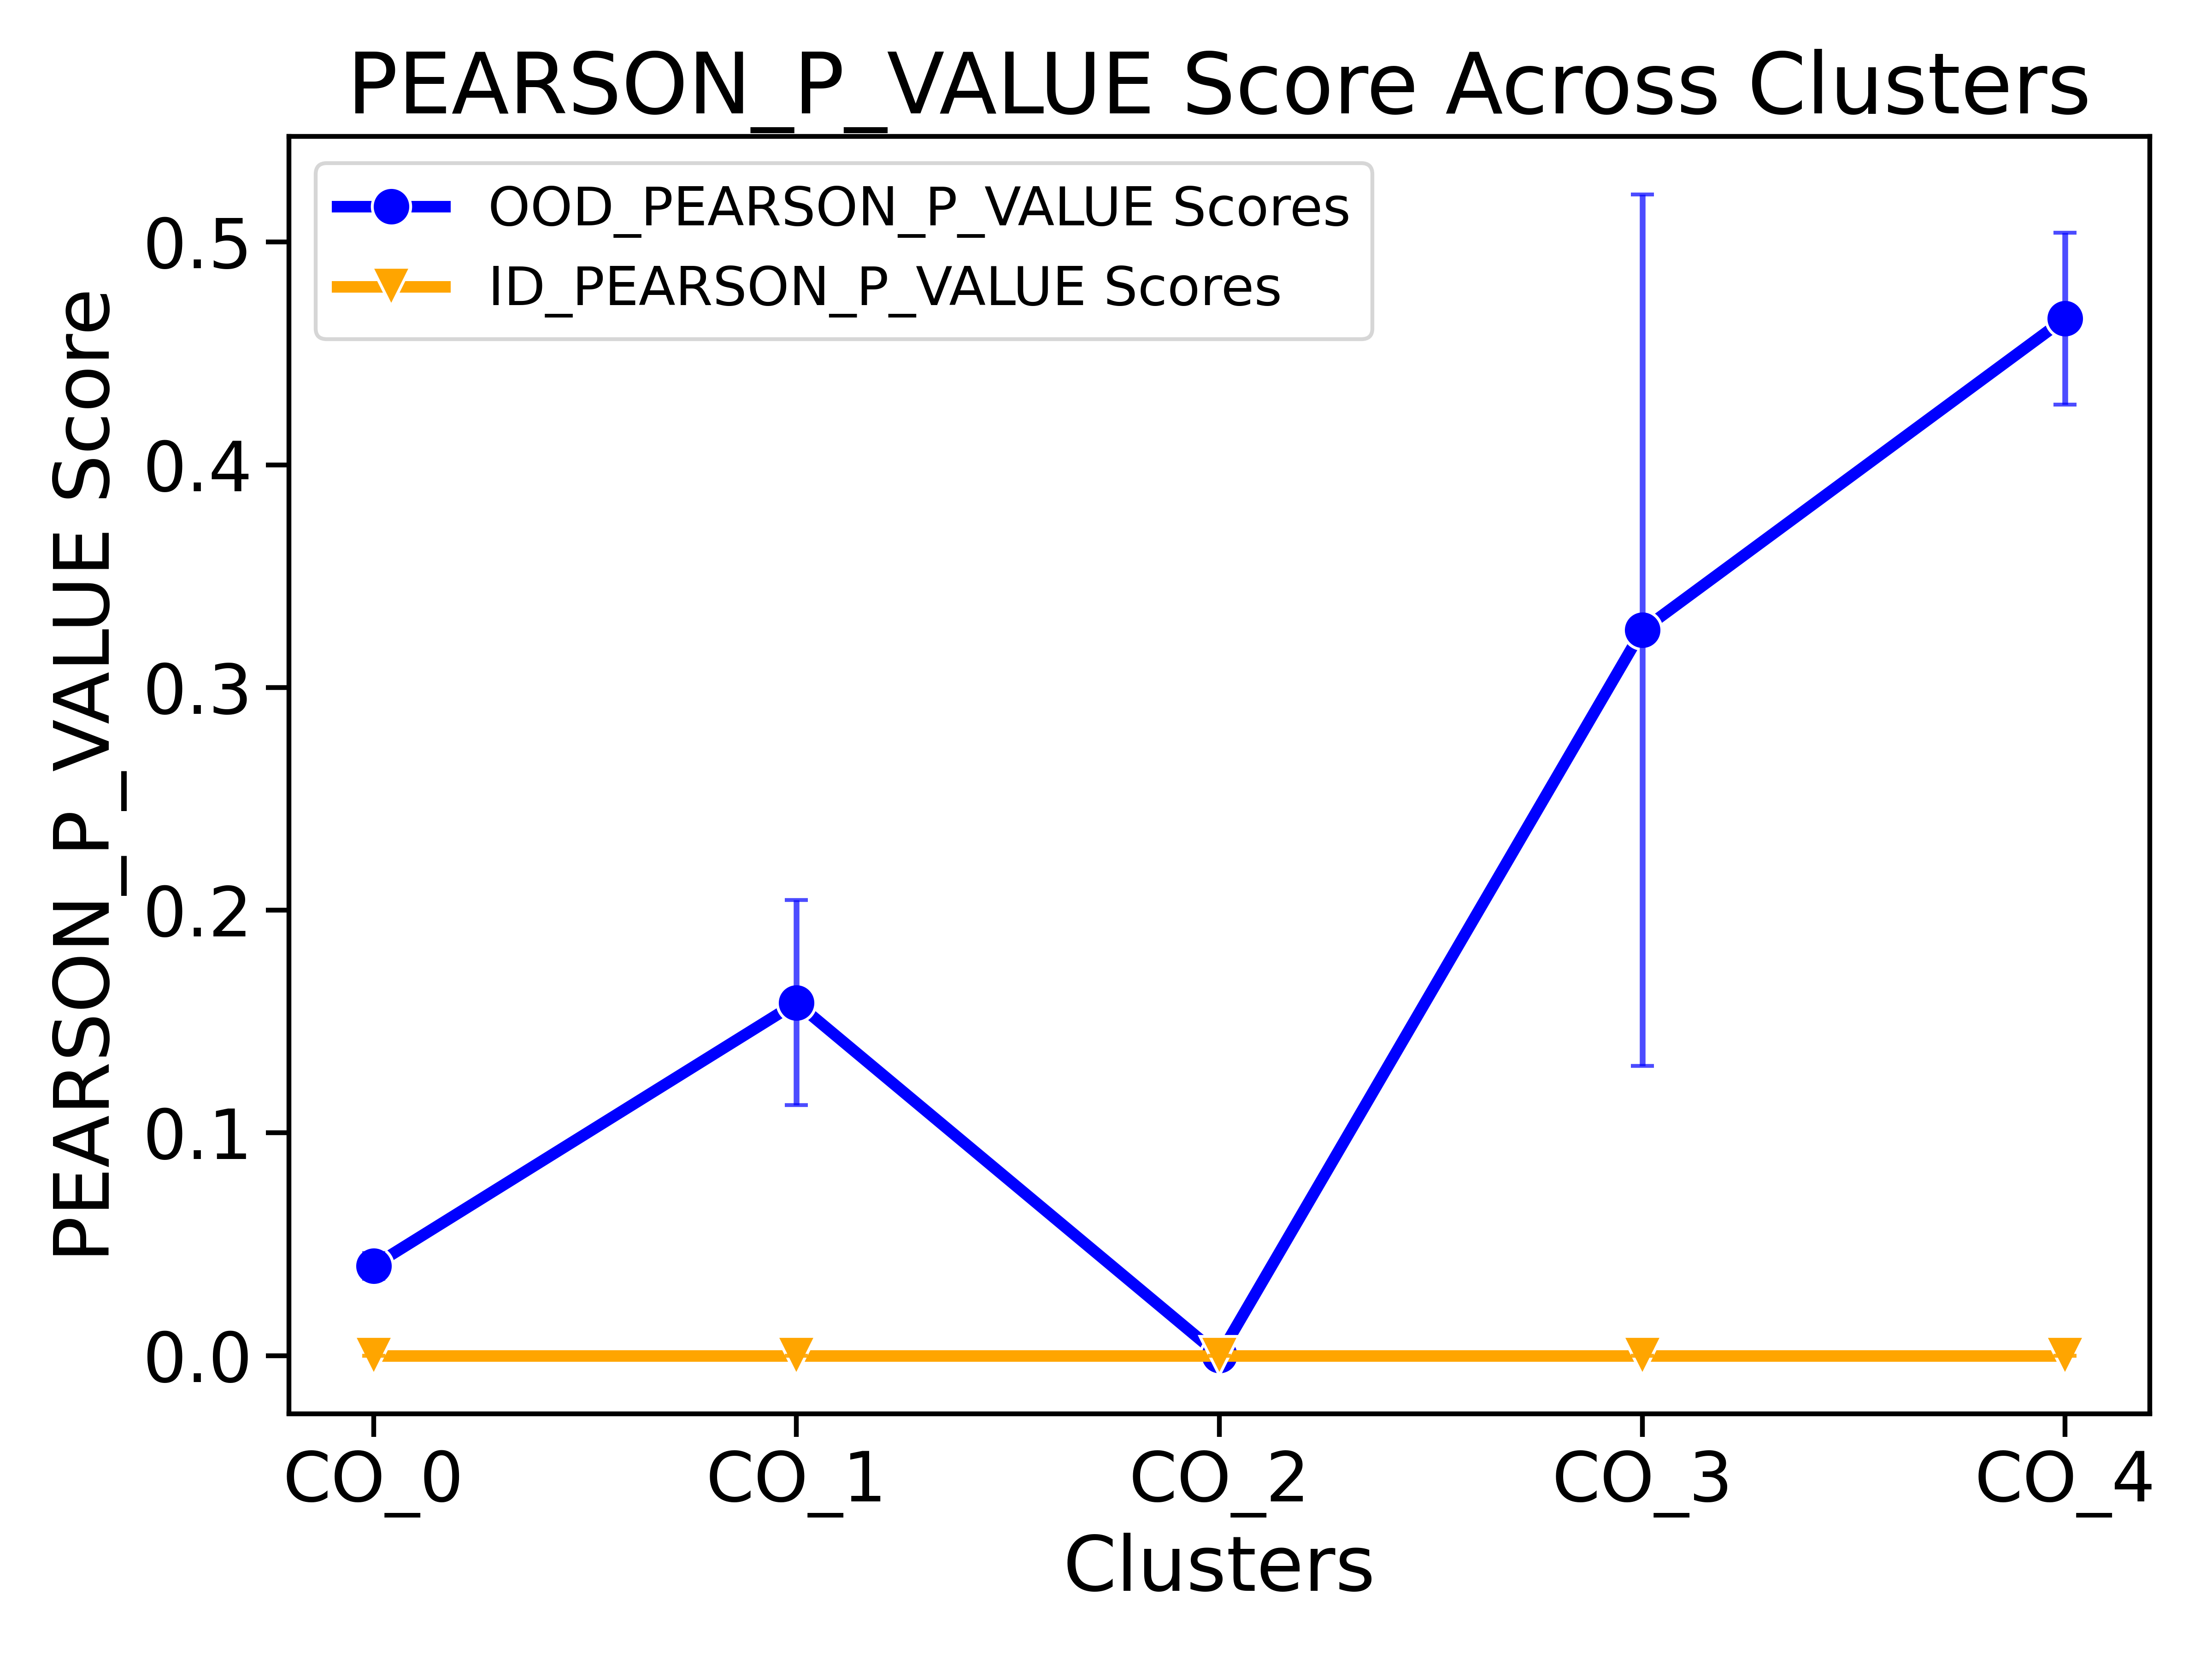 PEARSON_P_VALUE Score Across Clusters
OOD_PEARSON_P_VALUE Scores
ID_PEARSON_P_VALUE Scores
PEARSON_P_VALUE Score
0.5
0.4
0.3
0.2
0.1
0.0
CO_0 CO_1 CO_2 CO_3 CO_4
Clusters